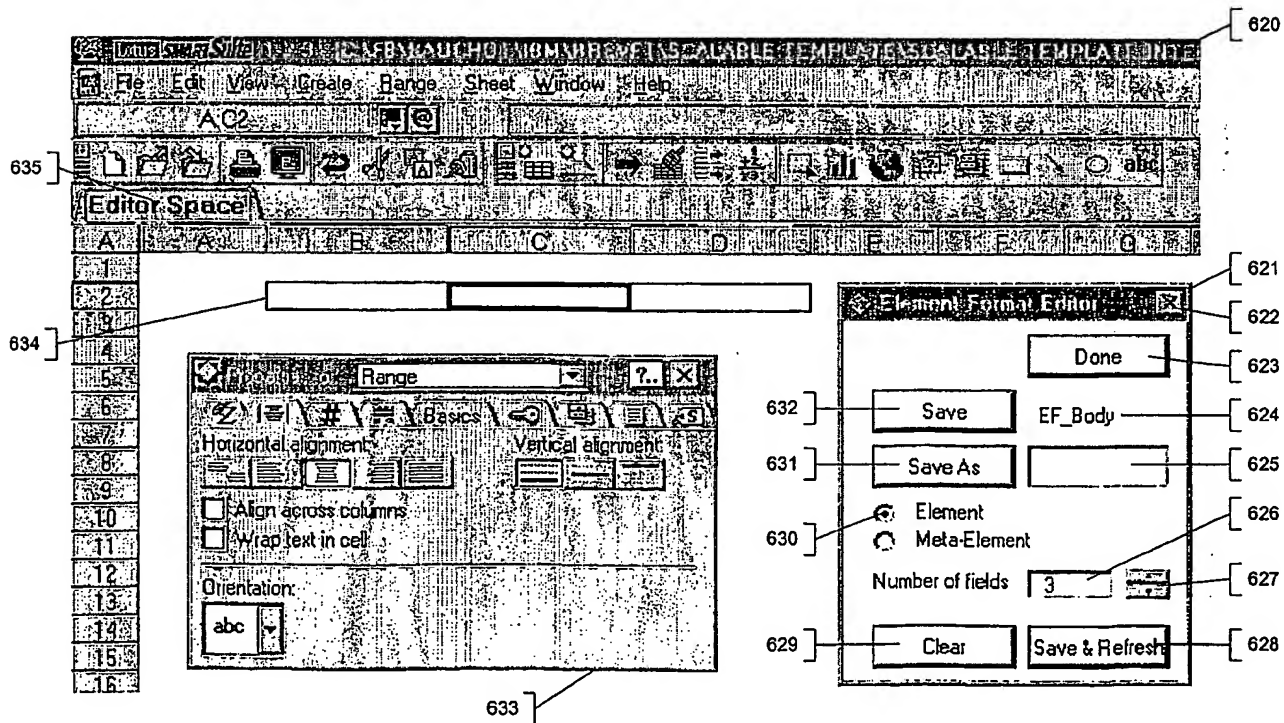 620
Lotus
File Edit View Create Range Sheet Window Help
A:C2
@
abc
635
Editor Space
A A B C D E F G
1
2
3
4
5
6
7
8
9
10
11
12
13
14
15
16
634
Range
?..
#
Basics
Horizontal alignment:
Vertical alignment:
Align across columns
Wrap text in cell
Orientation:
abc
633
Element Format Editor
621
622
Done
623
632
Save
EF_Body
624
631
Save As
625
630
Element
Meta-Element
626
Number of fields 3
627
629
Clear
Save & Refresh
628